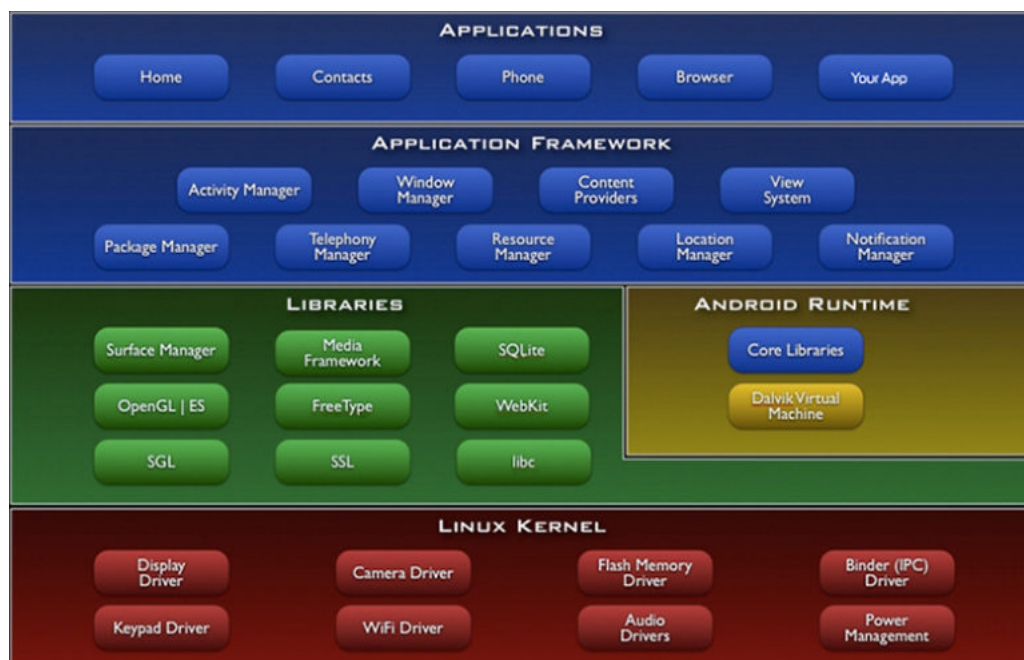 APPLICATIONS
Home
Contacts
Phone
Browser
Your App
APPLICATION FRAMEWORK
Activity Manager
Window
Manager
Content
Providers
View
System
Package Manager
Telephony
Manager
Resource
Manager
Location
Manager
Notification
Manager
LIBRARIES
Surface Manager
Media
Framework
SQLite
OpenGL | ES
FreeType
WebKit
SGL
SSL
libc
ANDROID RUNTIME
Core Libraries
Dalvik Virtual
Machine
LINUX KERNEL
Display
Driver
Camera Driver
Flash Memory
Driver
Binder (IPC)
Driver
Keypad Driver
WiFi Driver
Audio
Drivers
Power
Management